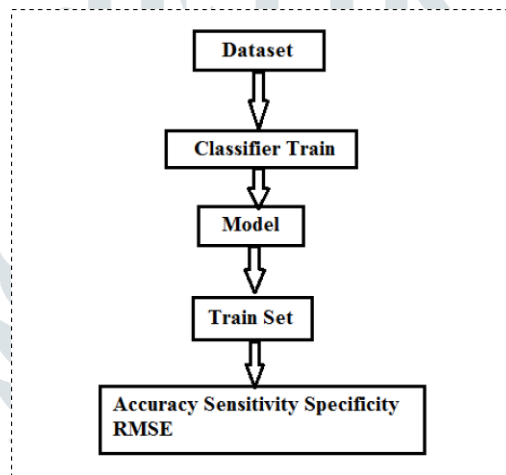 Dataset
Classifier Train
Model
Train Set
Accuracy Sensitivity Specificity
RMSE